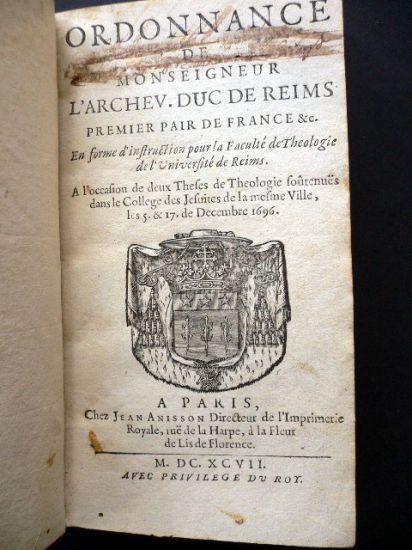 ORDONNANCE
DE
MONSEIGNEUR
L'ARCHEV. DUC DE REIMS
PREMIER PAIR DE FRANCE &c.
En forme d'inſtruction pour la Faculté de Theologie
de l'Univerſité de Reims.
A l'occaſion de deux Theſes de Theologie ſoûtenuës
dans le College des Jeſuites de la meſme Ville,
les 5. & 17. de Decembre 1696.
A PARIS,
Chez JEAN ANISSON Directeur de l'Imprimerie
Royale, ruë de la Harpe, à la Fleur
de Lis de Florence.
M. DC. XCVII.
AVEC PRIVILEGE DU ROY.